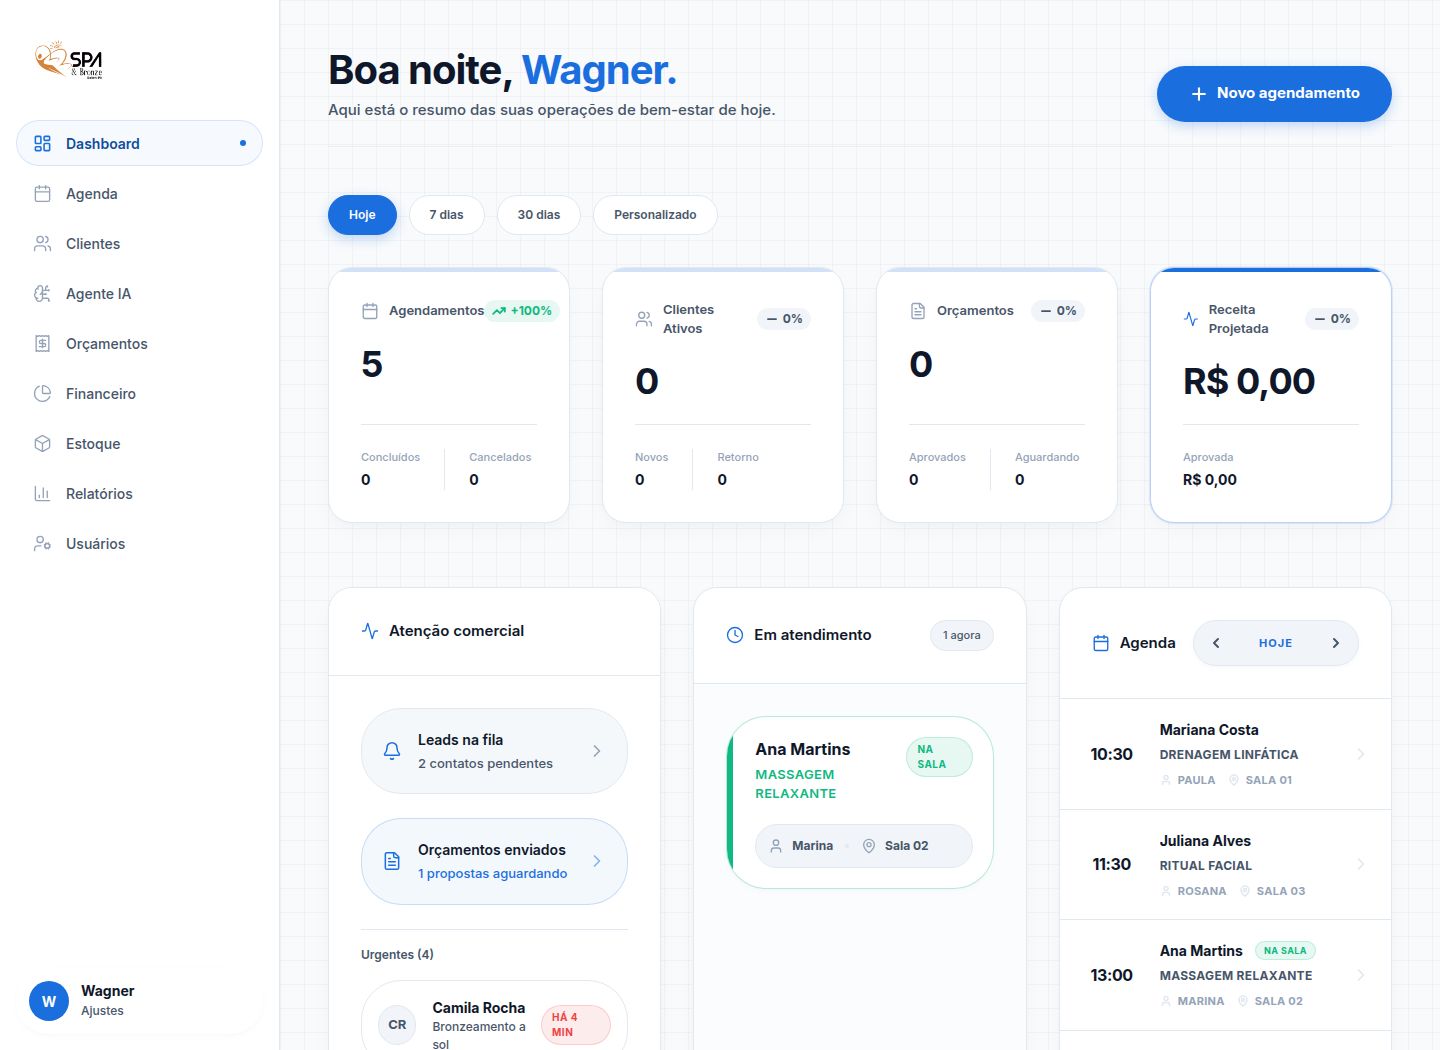 SPA
& Bronze
Dashboard
Agenda
Clientes
Agente IA
Orçamentos
Financeiro
Estoque
Relatórios
Usuários
W
Wagner
Ajustes
Boa noite, Wagner.
Aqui está o resumo das suas operações de bem-estar de hoje.
Novo agendamento
Hoje
7 dias
30 dias
Personalizado
Agendamentos
+100%
5
Concluídos
Cancelados
0
0
Clientes
Ativos
0%
0
Novos
Retorno
0
0
Orçamentos
0%
0
Aprovados
Aguardando
0
0
Receita
Projetada
0%
R$ 0,00
Aprovada
R$ 0,00
Atenção comercial
Leads na fila
2 contatos pendentes
Orçamentos enviados
1 propostas aguardando
Urgentes (4)
CR
Camila Rocha
Bronzeamento a
sol
HÁ 4
MIN
Em atendimento
1 agora
Ana Martins
MASSAGEM
RELAXANTE
NA
SALA
Marina
Sala 02
Agenda
HOJE
10:30
Mariana Costa
DRENAGEM LINFÁTICA
PAULA
SALA 01
11:30
Juliana Alves
RITUAL FACIAL
ROSANA
SALA 03
13:00
Ana Martins
NA SALA
MASSAGEM RELAXANTE
MARINA
SALA 02